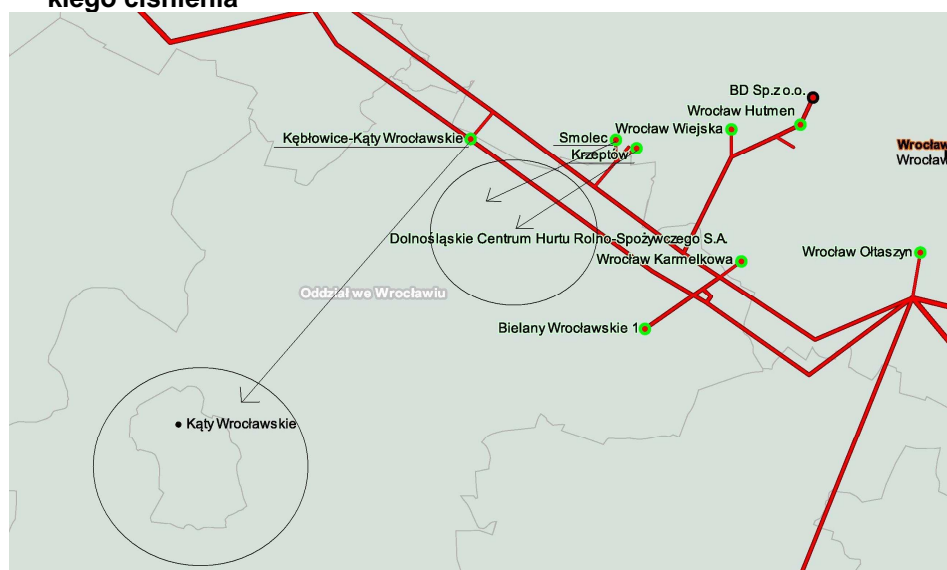 kiego ciśnienia
BD Sp.z o.o.
Wrocław Hutmen
Wrocław Wiejska
Smolec
Kębłowice-Kąty Wrocławskie
Krzeptów
Wrocław
Wrocław
Dolnośląskie Centrum Hurtu Rolno-Spożywczego S.A.
Wrocław Ołtaszyn
Wrocław Karmelkowa
Oddział we Wrocławiu
Bielany Wrocławskie 1
Kąty Wrocławskie